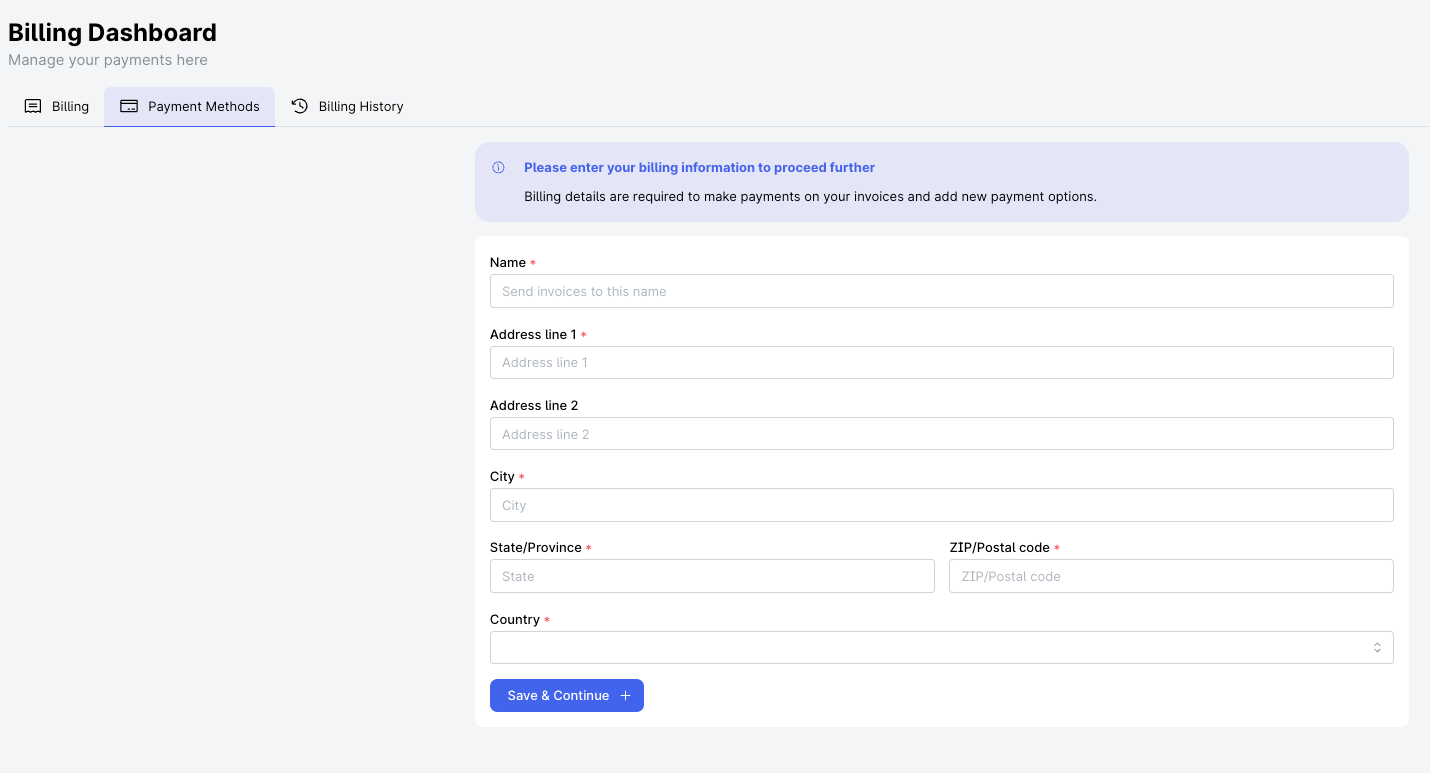 Billing Dashboard
Manage your payments here
Billing
Payment Methods
Billing History
Please enter your billing information to proceed further
Billing details are required to make payments on your invoices and add new payment options.
Name *
Send invoices to this name
Address line 1 *
Address line 1
Address line 2
Address line 2
City *
City
State/Province * ZIP/Postal code *
State ZIP/Postal code
Country *
Save & Continue +